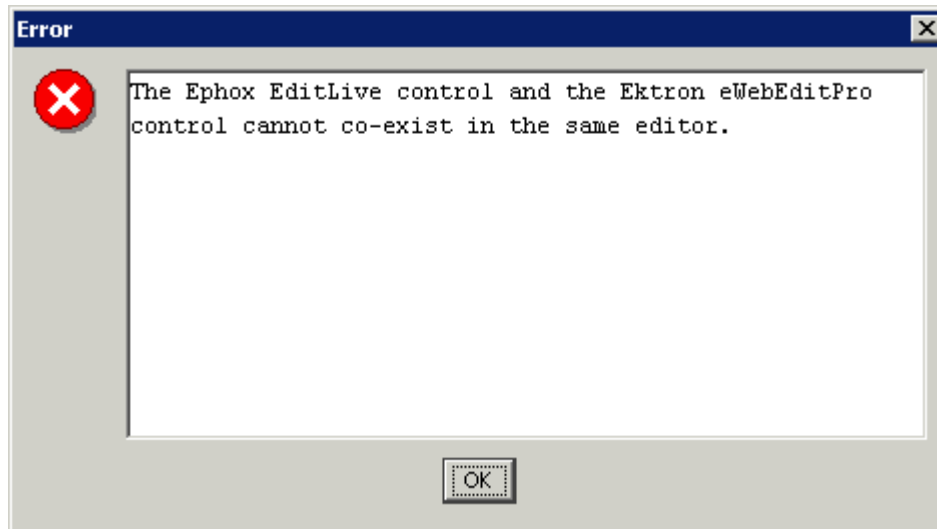 Error
The Ephox EditLive control and the Ektron eWebEditPro
control cannot co-exist in the same editor.
OK